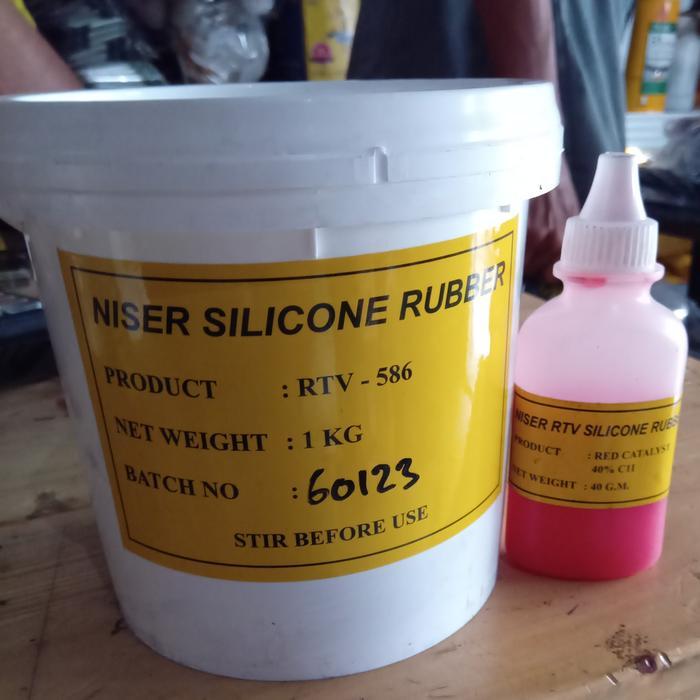 NISER SILICONE RUBBER
PRODUCT : RTV - 586
NET WEIGHT : 1 KG
BATCH NO : 60123
STIR BEFORE USE
NISER RTV SILICONE RUBB
PRODUCT : RED CATALYST
40% C11
NET WEIGHT : 40 G.M.